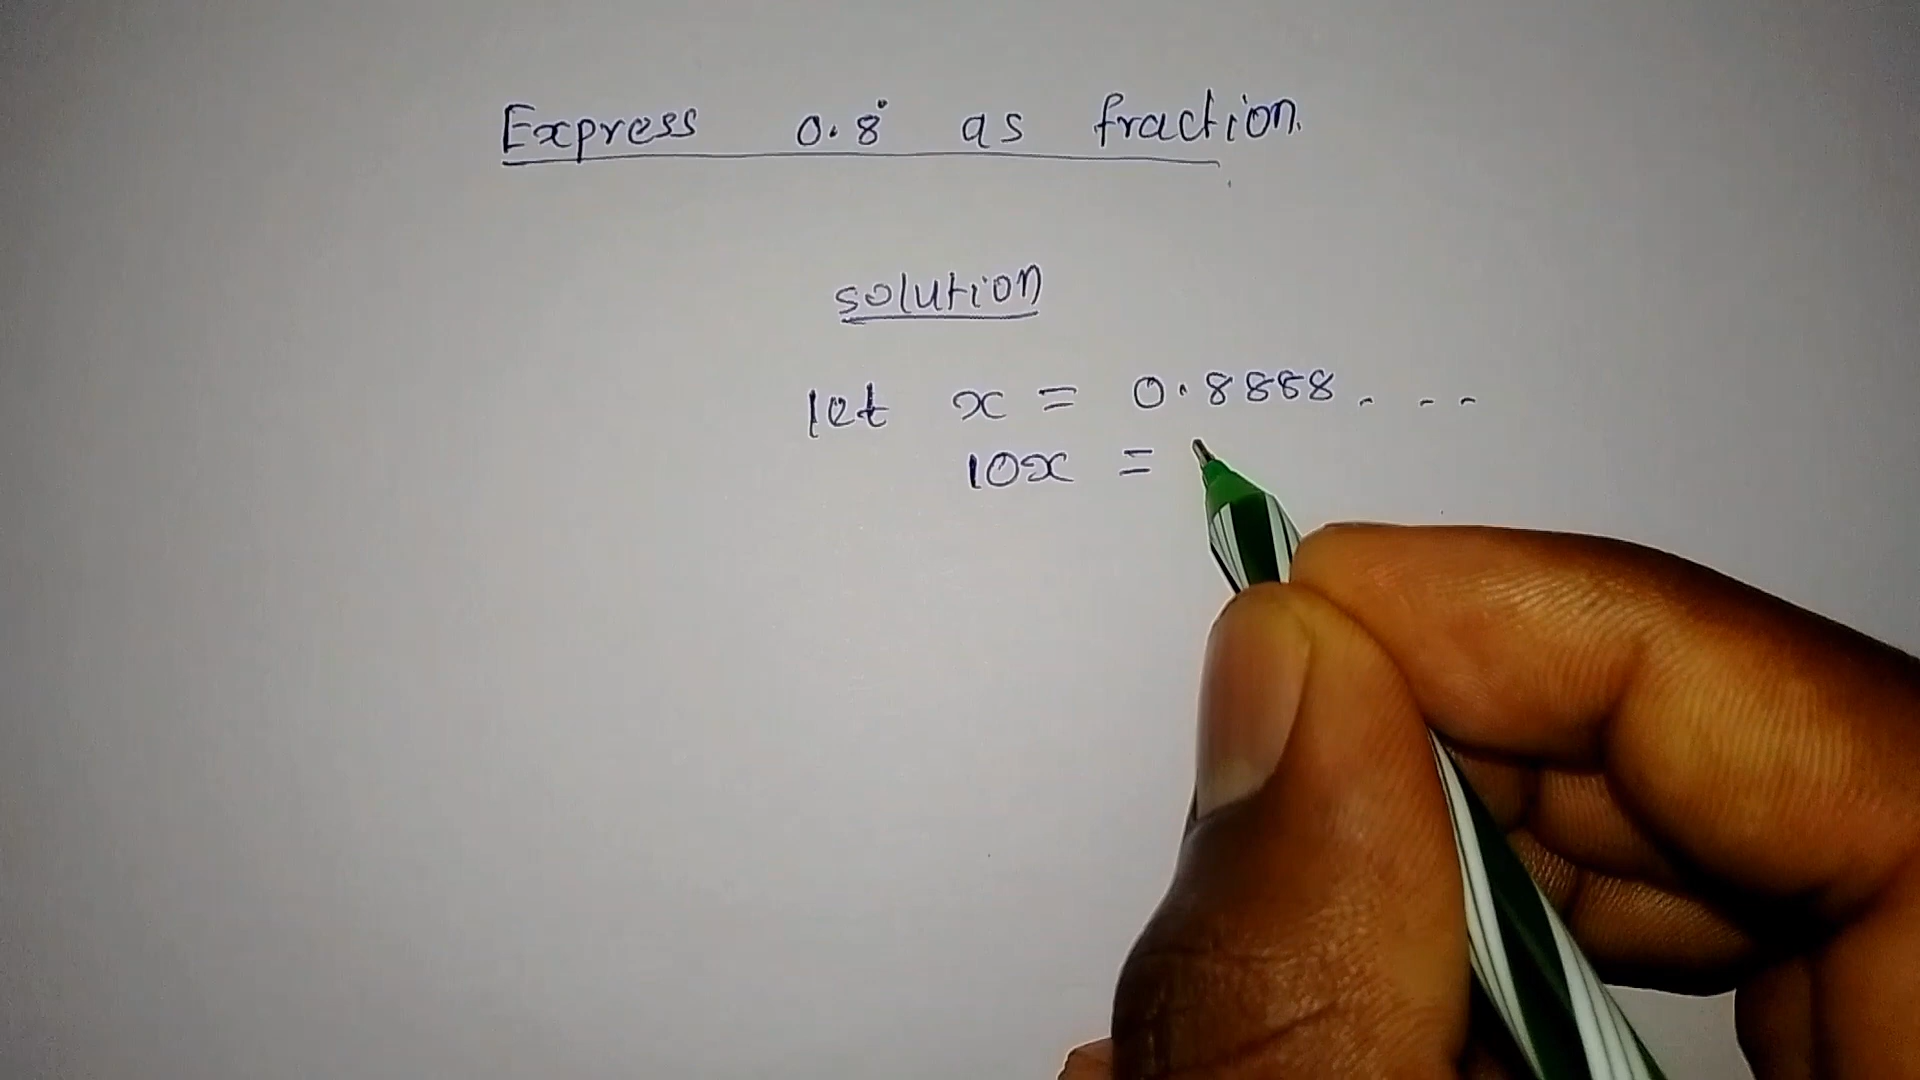 Express 0.8̇ as fraction.
solution
let x = 0.8888. . .
10x =